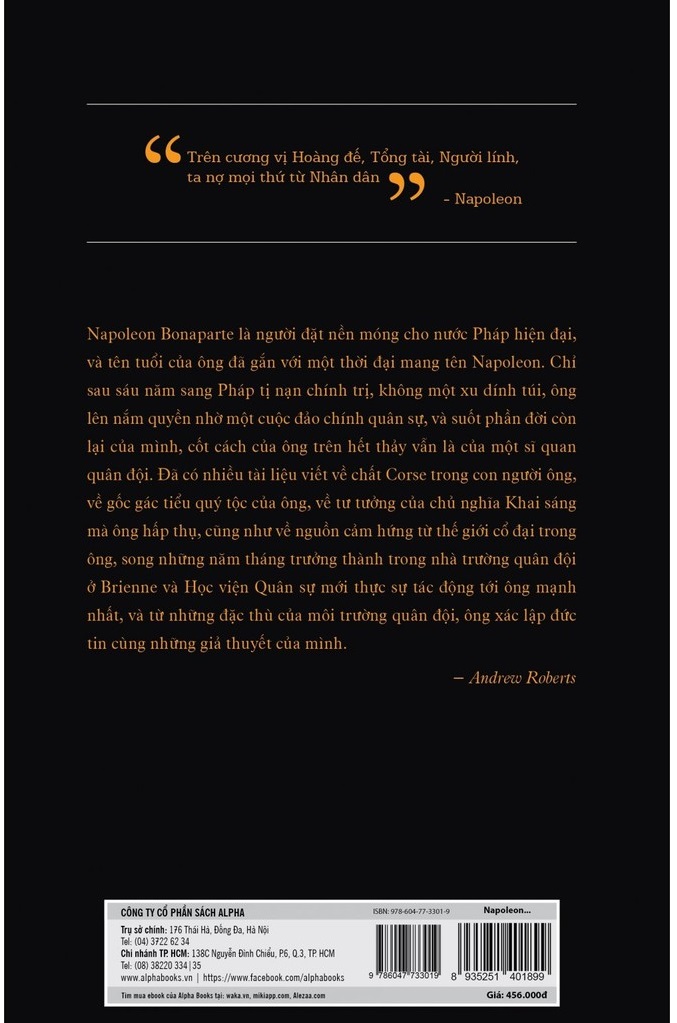 “Trên cương vị Hoàng đế, Tổng tài, Người lính,
ta nợ mọi thứ từ Nhân dân”
– Napoleon
Napoleon Bonaparte là người đặt nền móng cho nước Pháp hiện đại,
và tên tuổi của ông đã gắn với một thời đại mang tên Napoleon. Chỉ
sau sáu năm sang Pháp tị nạn chính trị, không một xu dính túi, ông
lên nắm quyền nhờ một cuộc đảo chính quân sự, và suốt phần đời còn
lại của mình, cốt cách của ông trên hết thảy vẫn là của một sĩ quan
quân đội. Đã có nhiều tài liệu viết về chất Corse trong con người ông,
về gốc gác tiểu quý tộc của ông, về tư tưởng của chủ nghĩa Khai sáng
mà ông hấp thụ, cũng như về nguồn cảm hứng từ thế giới cổ đại trong
ông, song những năm tháng trưởng thành trong nhà trường quân đội
ở Brienne và Học viện Quân sự mới thực sự tác động tới ông mạnh
nhất, và từ những đặc thù của môi trường quân đội, ông xác lập đức
tin cùng những giả thuyết của mình.
– Andrew Roberts
CÔNG TY CỔ PHẦN SÁCH ALPHA
Trụ sở chính: 176 Thái Hà, Đống Đa, Hà Nội
Tel: (04) 3722 62 34
Chi nhánh TP. HCM: 138C Nguyễn Đình Chiểu, P.6, Q.3, TP. HCM
Tel: (08) 38220 334 | 35
www.alphabooks.vn | https://www.facebook.com/alphabooks
Tìm mua ebook của Alpha Books tại: waka.vn, mikiapp.com, Alezaa.com
ISBN: 978-604-77-3301-9
9 786047 733019
Napoleon...
8 935251 401899
Giá: 456.000đ